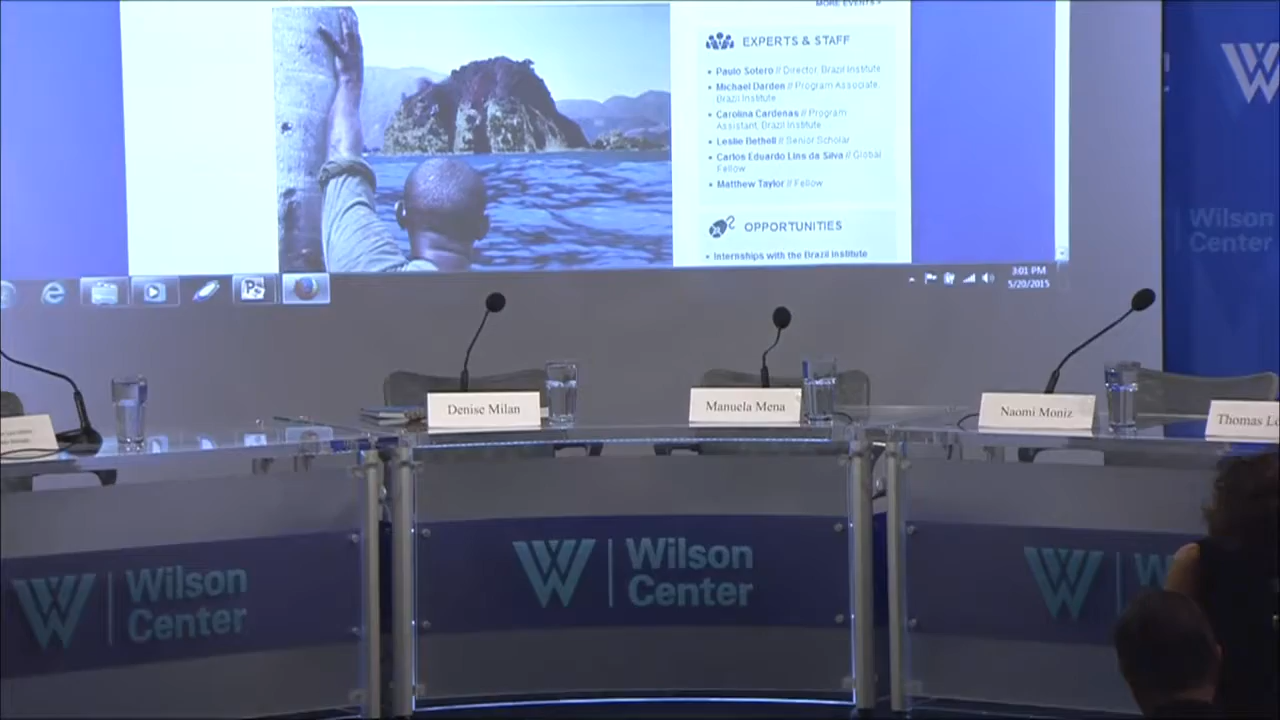 MORE EVENTS
EXPERTS & STAFF
Paulo Sotero // Director, Brazil Institute
Michael Darden // Program Associate,
Brazil Institute
Carolina Cardenas // Program
Assistant, Brazil Institute
Leslie Bethell // Senior Scholar
Carlos Eduardo Lins da Silva // Global
Fellow
Matthew Taylor // Fellow
OPPORTUNITIES
Internships with the Brazil Institute
Wilson
Center
3:01 PM
5/20/2015
Denise Milan
Manuela Mena
Naomi Moniz
Thomas
Wilson
Center
Wilson
Center
W